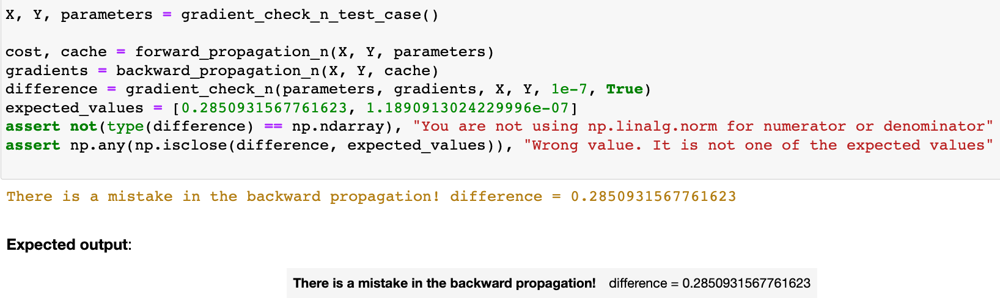 X, Y, parameters = gradient_check_n_test_case()
cost, cache = forward_propagation_n(X, Y, parameters)
gradients = backward_propagation_n(X, Y, cache)
difference = gradient_check_n(parameters, gradients, X, Y, 1e-7, True)
expected_values = [0.2850931567761623, 1.1890913024229996e-07]
assert not(type(difference) == np.ndarray), "You are not using np.linalg.norm for numerator or denominator"
assert np.any(np.isclose(difference, expected_values)), "Wrong value. It is not one of the expected values"
There is a mistake in the backward propagation! difference = 0.2850931567761623
Expected output:
There is a mistake in the backward propagation! difference = 0.2850931567761623